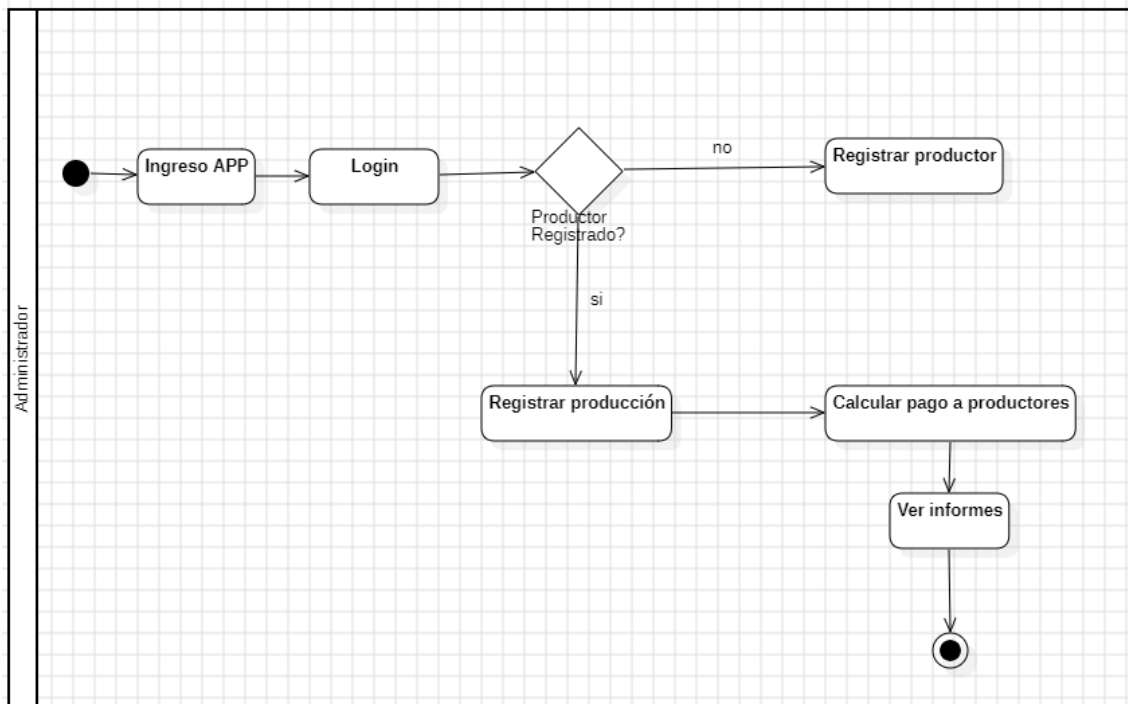 Administrador
Ingreso APP
Login
Productor
Registrado?
no
Registrar productor
si
Registrar producción
Calcular pago a productores
Ver informes